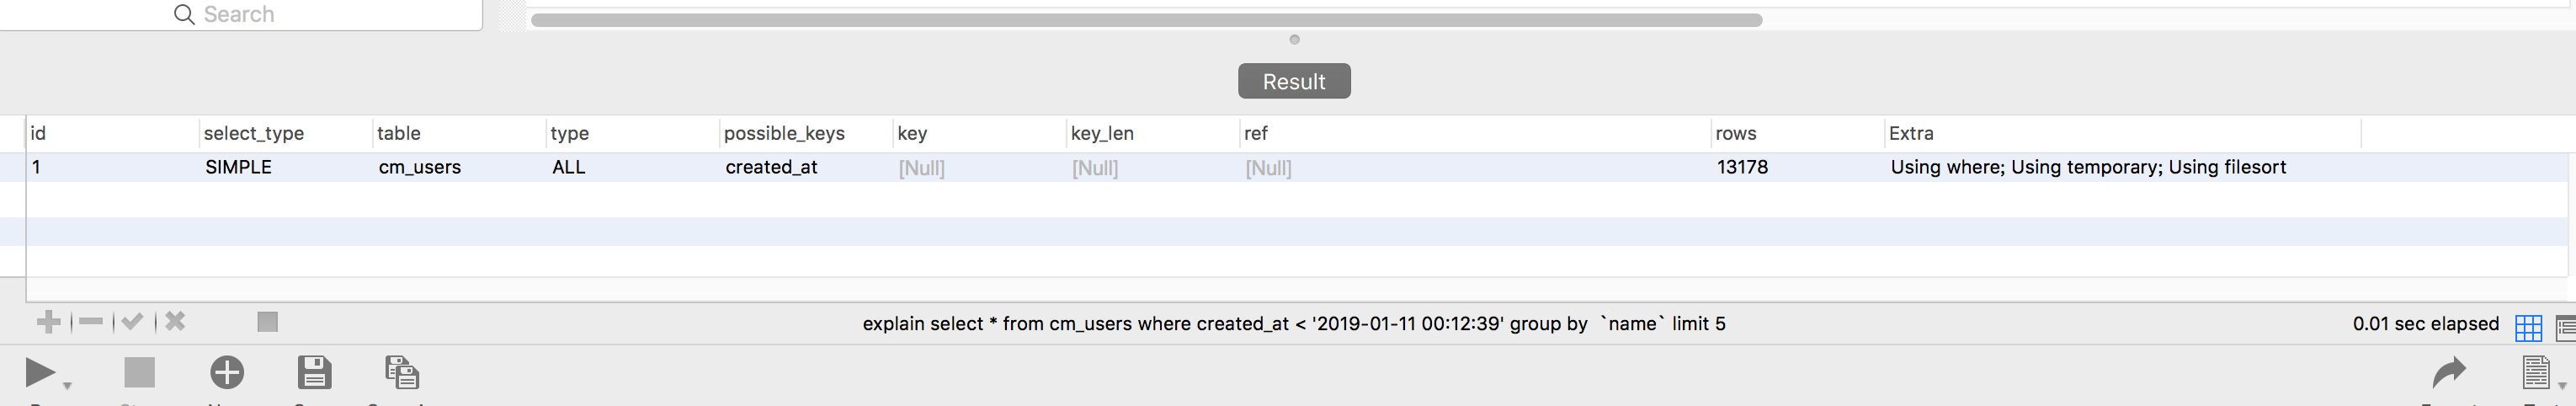 Search
Result
id select_type table type possible_keys key key_len ref rows Extra
1 SIMPLE cm_users ALL created_at [Null] [Null] [Null] 13178 Using where; Using temporary; Using filesort
explain select * from cm_users where created_at < '2019-01-11 00:12:39' group by `name` limit 5 0.01 sec elapsed